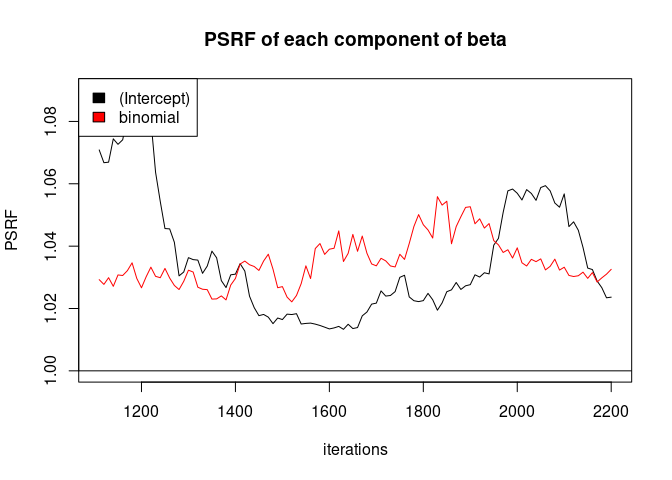 PSRF of each component of beta
(Intercept)
binomial
PSRF
1.08
1.06
1.04
1.02
1.00
1200 1400 1600 1800 2000 2200
iterations